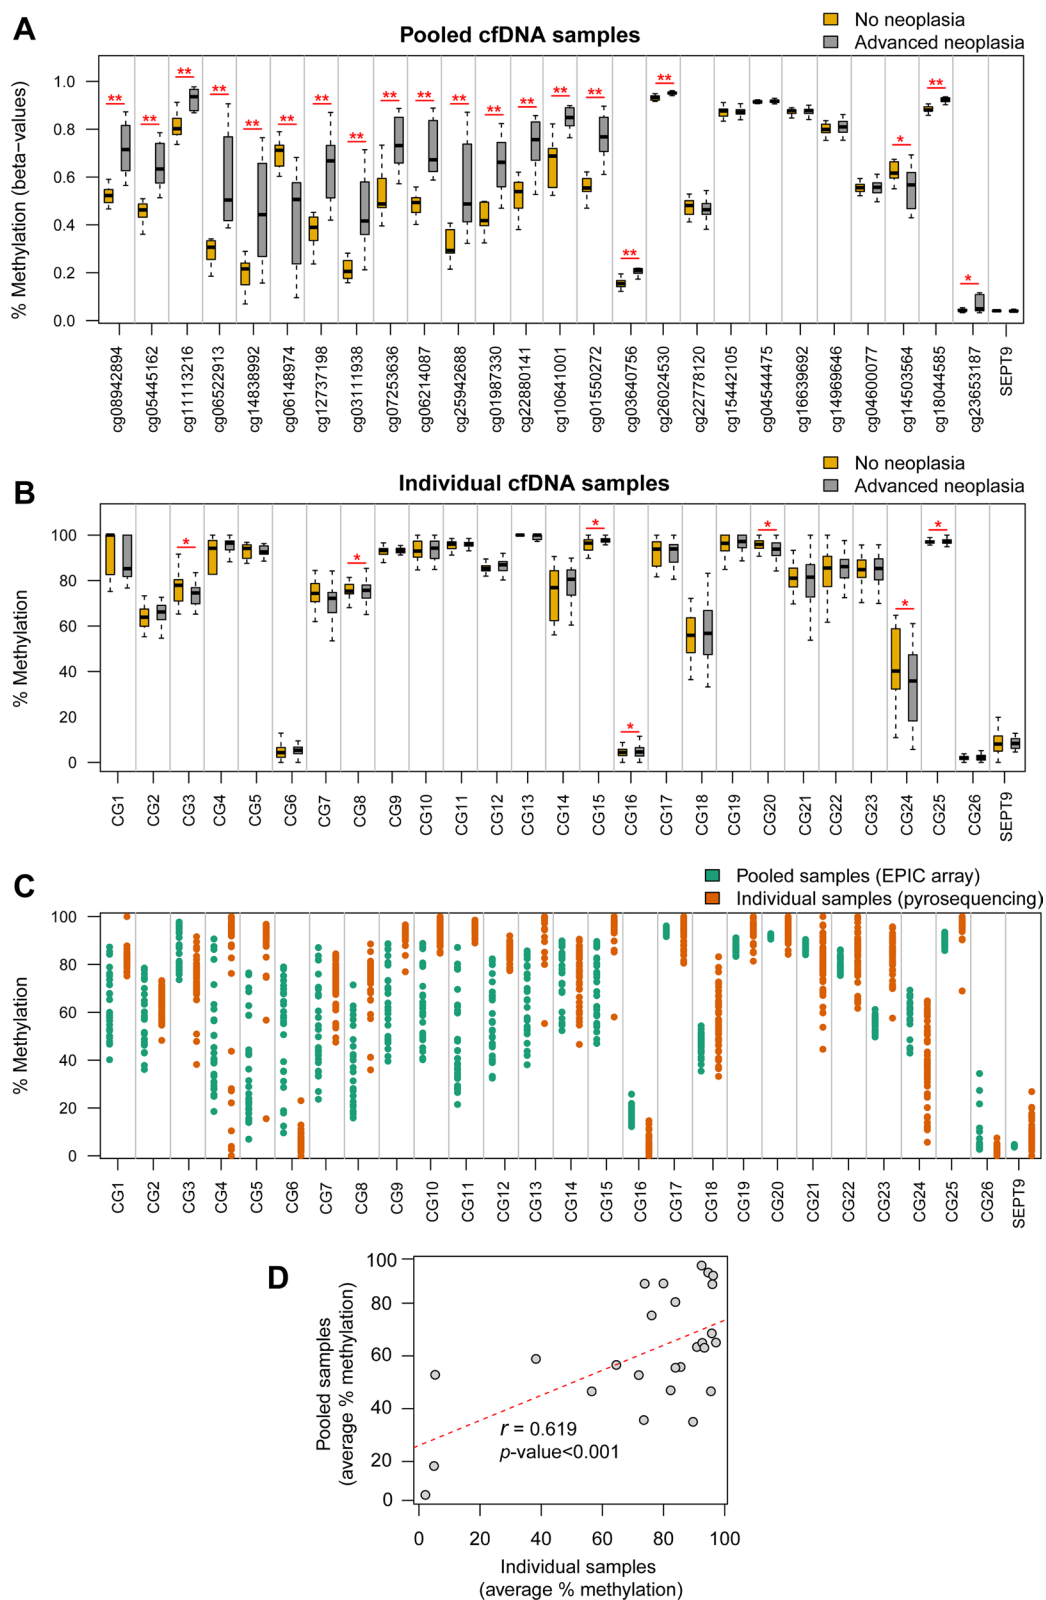 A
Pooled cfDNA samples
No neoplasia
Advanced neoplasia
% Methylation (beta-values)
1.0
0.8
0.6
0.4
0.2
0.0
** ** ** ** ** ** ** ** ** ** ** ** ** ** ** ** ** * ** *
cg08942894
cg05445162
cg11113216
cg06522913
cg14838992
cg06148974
cg12737198
cg03111938
cg07253636
cg06214087
cg25942688
cg01987330
cg22880141
cg10641001
cg01550272
cg03640756
cg26024530
cg22778120
cg15442105
cg04544475
cg16639692
cg14969646
cg04600077
cg14503564
cg18044585
cg23653187
SEPT9
B
Individual cfDNA samples
No neoplasia
Advanced neoplasia
% Methylation
100
80
60
40
20
0
* * * * * * *
CG1
CG2
CG3
CG4
CG5
CG6
CG7
CG8
CG9
CG10
CG11
CG12
CG13
CG14
CG15
CG16
CG17
CG18
CG19
CG20
CG21
CG22
CG23
CG24
CG25
CG26
SEPT9
C
Pooled samples (EPIC array)
Individual samples (pyrosequencing)
% Methylation
100
80
60
40
20
0
CG1
CG2
CG3
CG4
CG5
CG6
CG7
CG8
CG9
CG10
CG11
CG12
CG13
CG14
CG15
CG16
CG17
CG18
CG19
CG20
CG21
CG22
CG23
CG24
CG25
CG26
SEPT9
D
Pooled samples
(average % methylation)
100
80
60
40
20
0
r = 0.619
p-value<0.001
0 20 40 60 80 100
Individual samples
(average % methylation)